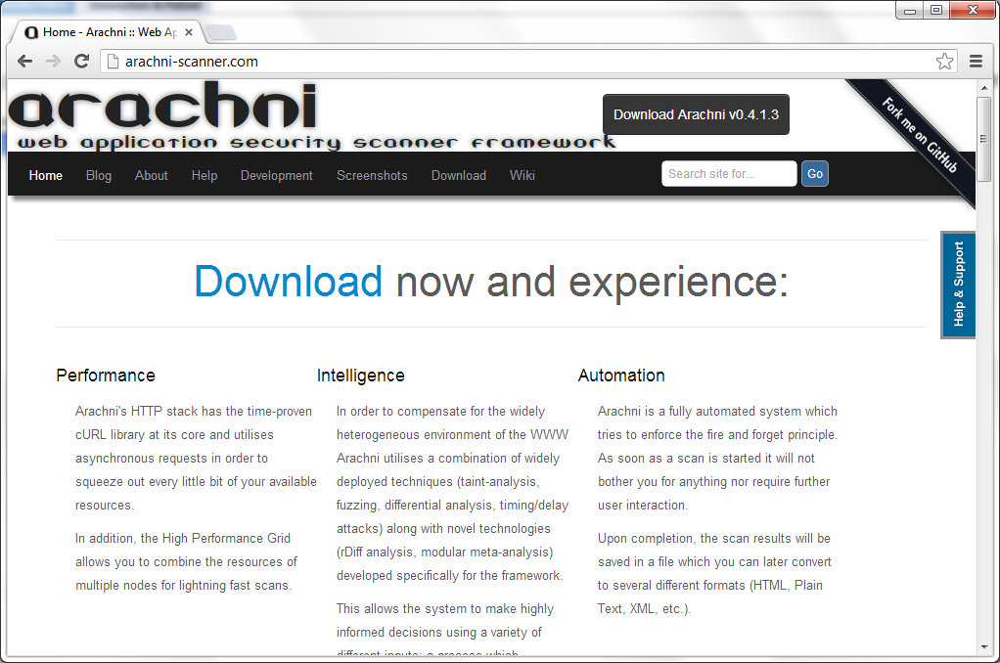 Home - Arachni :: Web Ap
arachni-scanner.com
arachni
web application security scanner framework
Download Arachni v0.4.1.3
Fork me on GitHub
Home Blog About Help Development Screenshots Download Wiki
Search site for... Go
Help & Support
Download now and experience:
Performance
Arachni's HTTP stack has the time-proven
cURL library at its core and utilises
asynchronous requests in order to
squeeze out every little bit of your available
resources.
In addition, the High Performance Grid
allows you to combine the resources of
multiple nodes for lightning fast scans.
Intelligence
In order to compensate for the widely
heterogeneous environment of the WWW
Arachni utilises a combination of widely
deployed techniques (taint-analysis,
fuzzing, differential analysis, timing/delay
attacks) along with novel technologies
(rDiff analysis, modular meta-analysis)
developed specifically for the framework.
This allows the system to make highly
informed decisions using a variety of
different inputs; a process which
Automation
Arachni is a fully automated system which
tries to enforce the fire and forget principle.
As soon as a scan is started it will not
bother you for anything nor require further
user interaction.
Upon completion, the scan results will be
saved in a file which you can later convert
to several different formats (HTML, Plain
Text, XML, etc.).